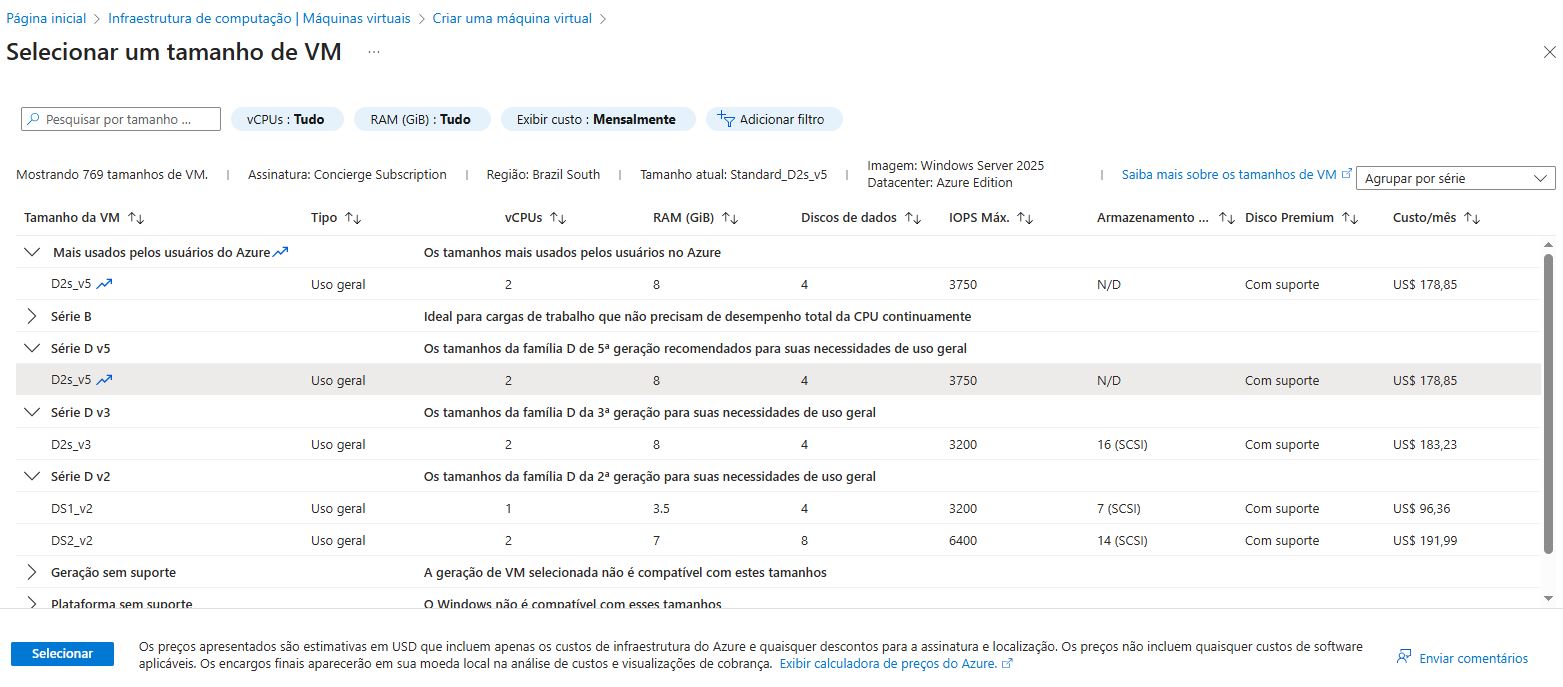 Página inicial > Infraestrutura de computação | Máquinas virtuais > Criar uma máquina virtual >
Selecionar um tamanho de VM ...
Pesquisar por tamanho ... vCPUs : Tudo RAM (GiB) : Tudo Exibir custo : Mensalmente Adicionar filtro
Mostrando 769 tamanhos de VM. | Assinatura: Concierge Subscription | Região: Brazil South | Tamanho atual: Standard_D2s_v5 | Imagem: Windows Server 2025 Datacenter: Azure Edition | Saiba mais sobre os tamanhos de VM Agrupar por série
Tamanho da VM Tipo vCPUs RAM (GiB) Discos de dados IOPS Máx. Armazenamento ... Disco Premium Custo/mês
Mais usados pelos usuários do Azure Os tamanhos mais usados pelos usuários no Azure
D2s_v5 Uso geral 2 8 4 3750 N/D Com suporte US$ 178,85
Série B Ideal para cargas de trabalho que não precisam de desempenho total da CPU continuamente
Série D v5 Os tamanhos da família D de 5ª geração recomendados para suas necessidades de uso geral
D2s_v5 Uso geral 2 8 4 3750 N/D Com suporte US$ 178,85
Série D v3 Os tamanhos da família D da 3ª geração para suas necessidades de uso geral
D2s_v3 Uso geral 2 8 4 3200 16 (SCSI) Com suporte US$ 183,23
Série D v2 Os tamanhos da família D da 2ª geração para suas necessidades de uso geral
DS1_v2 Uso geral 1 3.5 4 3200 7 (SCSI) Com suporte US$ 96,36
DS2_v2 Uso geral 2 7 8 6400 14 (SCSI) Com suporte US$ 191,99
Geração sem suporte A geração de VM selecionada não é compatível com estes tamanhos
Plataforma sem suporte O Windows não é compatível com esses tamanhos
Selecionar
Os preços apresentados são estimativas em USD que incluem apenas os custos de infraestrutura do Azure e quaisquer descontos para a assinatura e localização. Os preços não incluem quaisquer custos de software
aplicáveis. Os encargos finais aparecerão em sua moeda local na análise de custos e visualizações de cobrança. Exibir calculadora de preços do Azure.
Enviar comentários